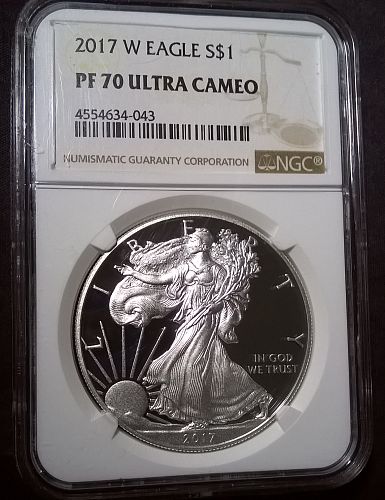 2017 W EAGLE S$1
PF 70 ULTRA CAMEO
4554634-043
NUMISMATIC GUARANTY CORPORATION
NGC®
LIBERTY
IN GOD
WE TRUST
2017